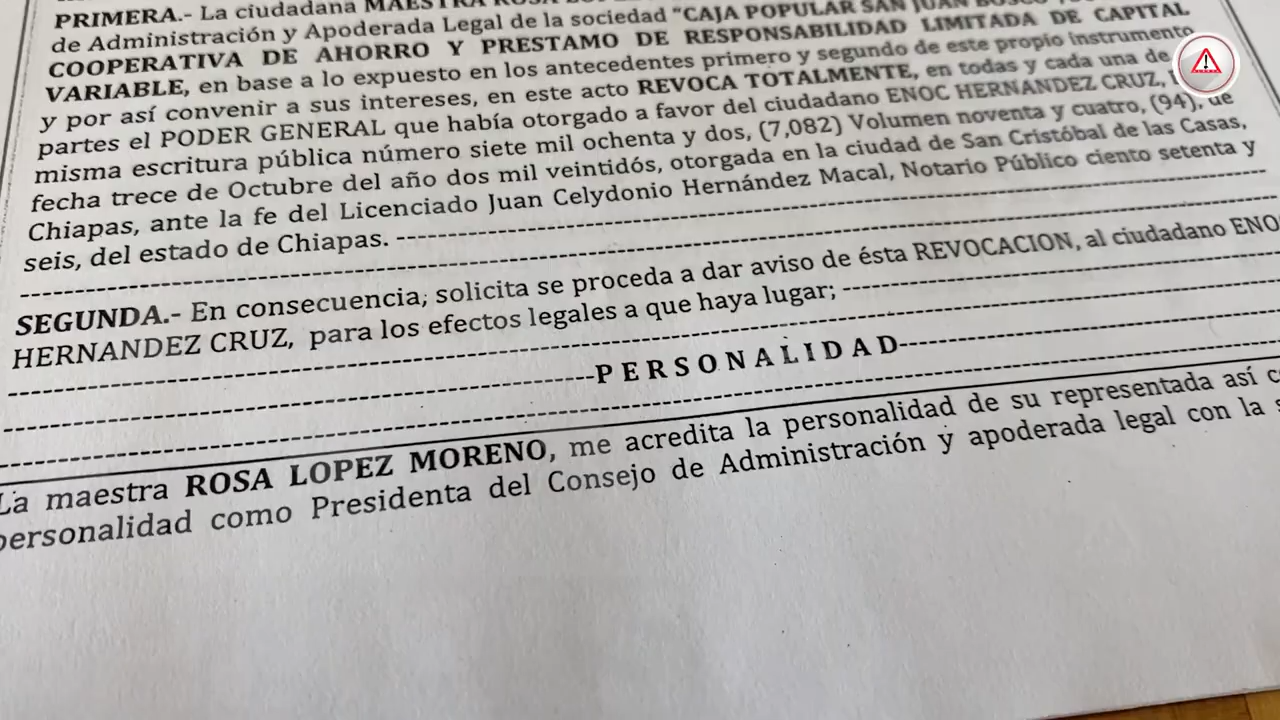 PRIMERA.- La ciudadana MAESTRA ROSA
de Administración y Apoderada Legal de la sociedad "CAJA POPULAR SAN JUAN BOSCO
COOPERATIVA DE AHORRO Y PRESTAMO DE RESPONSABILIDAD LIMITADA DE CAPITAL
VARIABLE, en base a lo expuesto en los antecedentes primero y segundo de este propio instrumento
y por así convenir a sus intereses, en este acto REVOCA TOTALMENTE, en todas y cada una de
partes el PODER GENERAL que había otorgado a favor del ciudadano ENOC HERNANDEZ CRUZ,
misma escritura pública número siete mil ochenta y dos, (7,082) Volumen noventa y cuatro, (94), de
fecha trece de Octubre del año dos mil veintidós, otorgada en la ciudad de San Cristóbal de las Casas,
Chiapas, ante la fe del Licenciado Juan Celydonio Hernández Macal, Notario Público ciento setenta y
seis, del estado de Chiapas.
SEGUNDA.- En consecuencia; solicita se proceda a dar aviso de ésta REVOCACION, al ciudadano ENO
HERNANDEZ CRUZ, para los efectos legales a que haya lugar;
PERSONALIDAD
La maestra ROSA LOPEZ MORENO, me acredita la personalidad de su representada así
personalidad como Presidenta del Consejo de Administración y apoderada legal con la